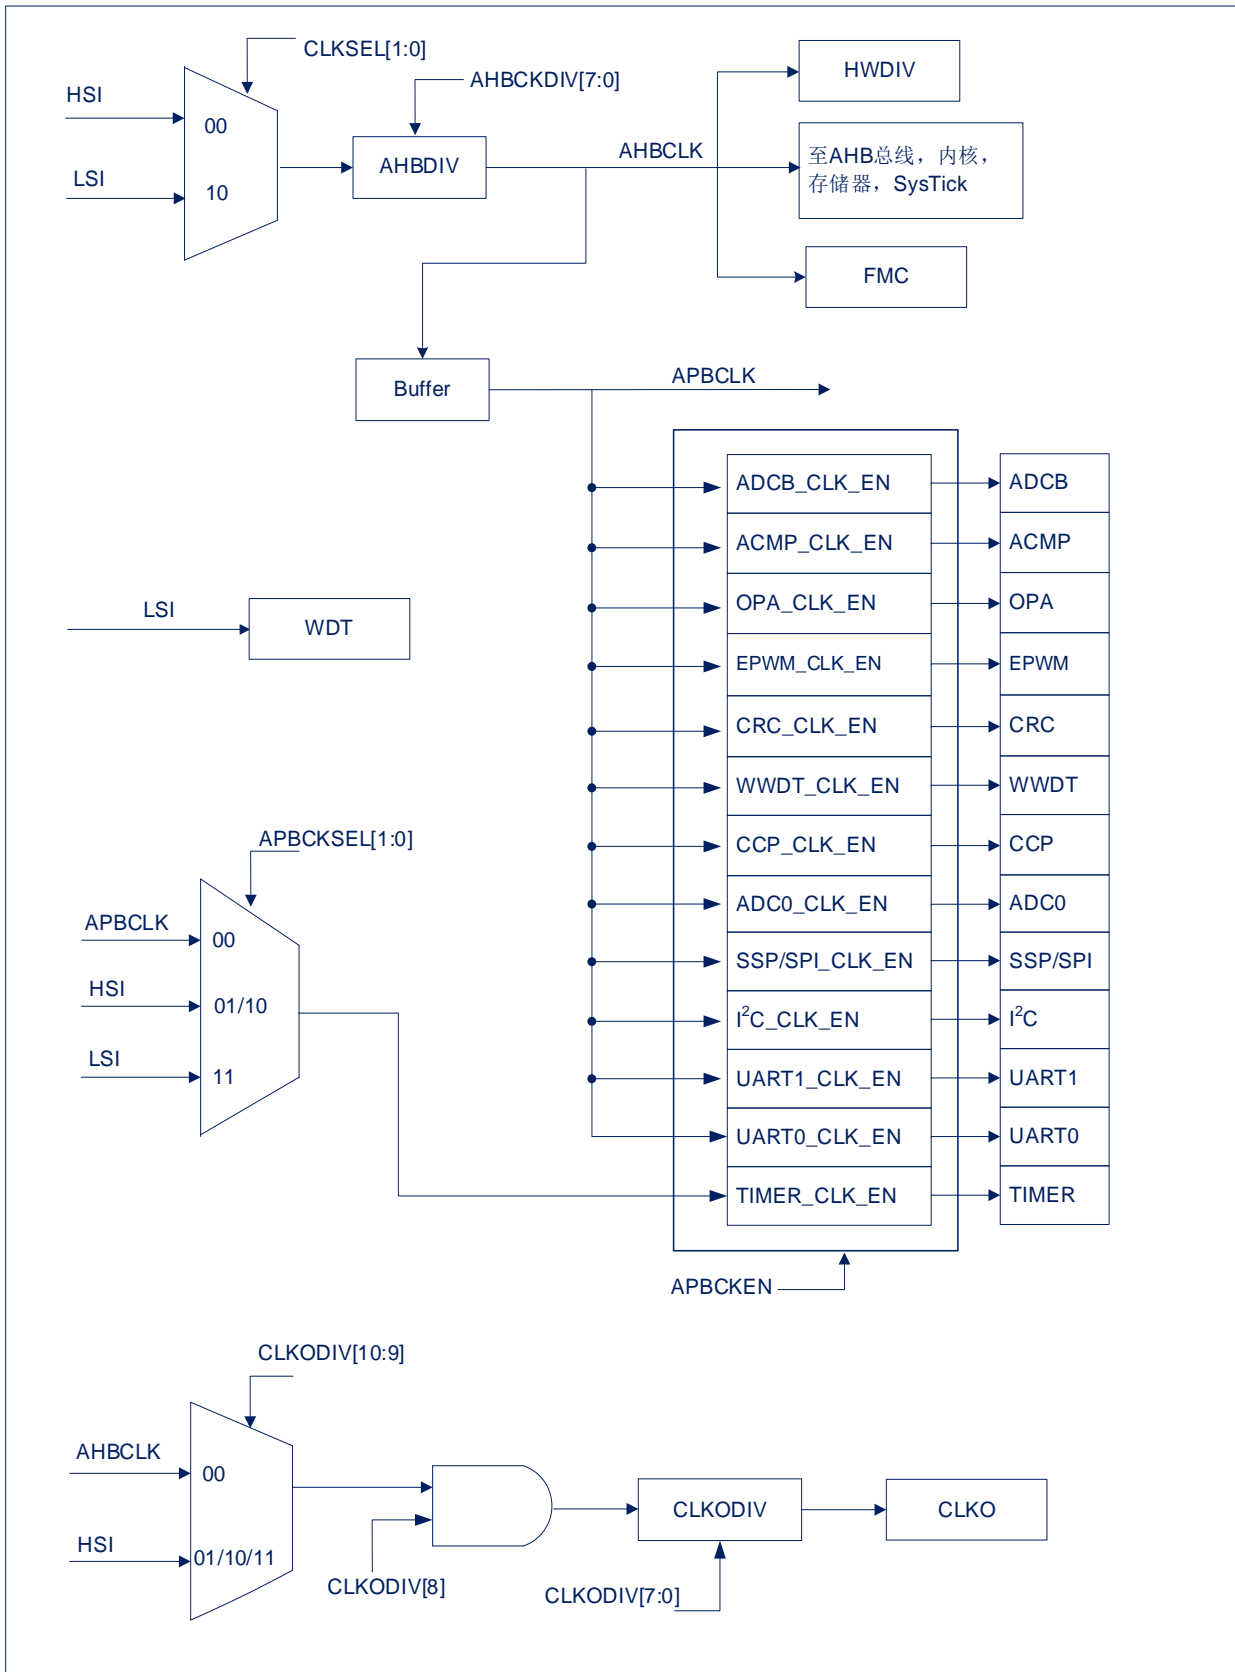 CLKSEL[1:0]
HSI
00
LSI
10
AHBCKDIV[7:0]
AHBDIV
AHBCLK
HWDIV
至AHB总线，内核，
存储器，SysTick
FMC
Buffer
APBCLK
ADCB_CLK_EN
ADCB
ACMP_CLK_EN
ACMP
OPA_CLK_EN
OPA
LSI
WDT
EPWM_CLK_EN
EPWM
CRC_CLK_EN
CRC
WWDT_CLK_EN
WWDT
CCP_CLK_EN
CCP
ADC0_CLK_EN
ADC0
SSP/SPI_CLK_EN
SSP/SPI
I²C_CLK_EN
I²C
UART1_CLK_EN
UART1
UART0_CLK_EN
UART0
TIMER_CLK_EN
TIMER
APBCKEN
APBCKSEL[1:0]
APBCLK
00
HSI
01/10
LSI
11
CLKODIV[10:9]
AHBCLK
00
HSI
01/10/11
CLKODIV[8]
CLKODIV
CLKODIV[7:0]
CLKO